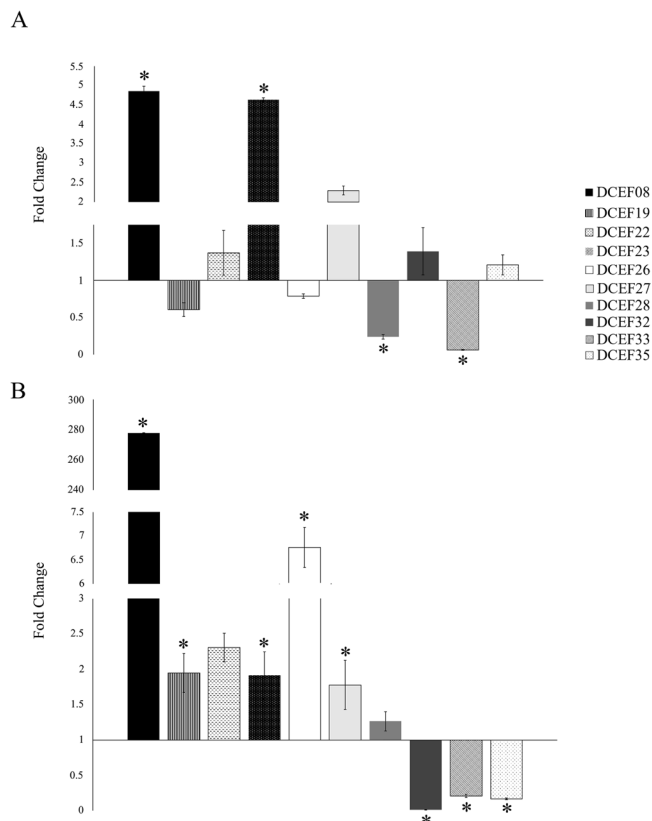 A
5.5
5
4.5
4
3.5
3
2.5
2
1.5
1
0.5
0
Fold Change
* *
* *
DCEF08
DCEF19
DCEF22
DCEF23
DCEF26
DCEF27
DCEF28
DCEF32
DCEF33
DCEF35
B
300
280
260
240
7.5
7
6.5
6
3
2.5
2
1.5
1
0.5
0
Fold Change
*
*
* * *
* * *